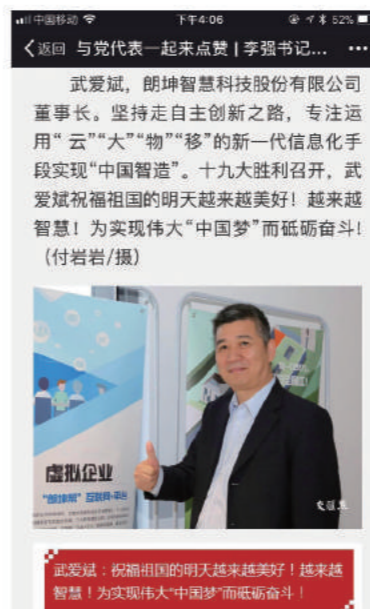 中国移动
下午4:06
52%
返回 与党代表一起来点赞 | 李强书记...
武爱斌，朗坤智慧科技股份有限公司
董事长。坚持走自主创新之路，专注运
用“云”“大”“物”“移”的新一代信息化手
段实现“中国智造”。十九大胜利召开，武
爱斌祝福祖国的明天越来越美好！越来越
智慧！为实现伟大“中国梦”而砥砺奋斗！
（付岩岩/摄）
虚拟企业
武爱斌：祝福祖国的明天越来越美好！越来越
智慧！为实现伟大“中国梦”而砥砺奋斗！